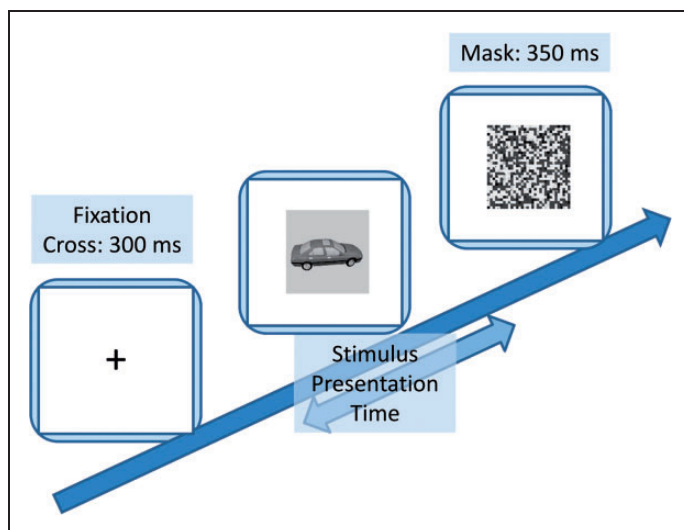 Mask: 350 ms
Fixation
Cross: 300 ms
+
Stimulus
Presentation
Time